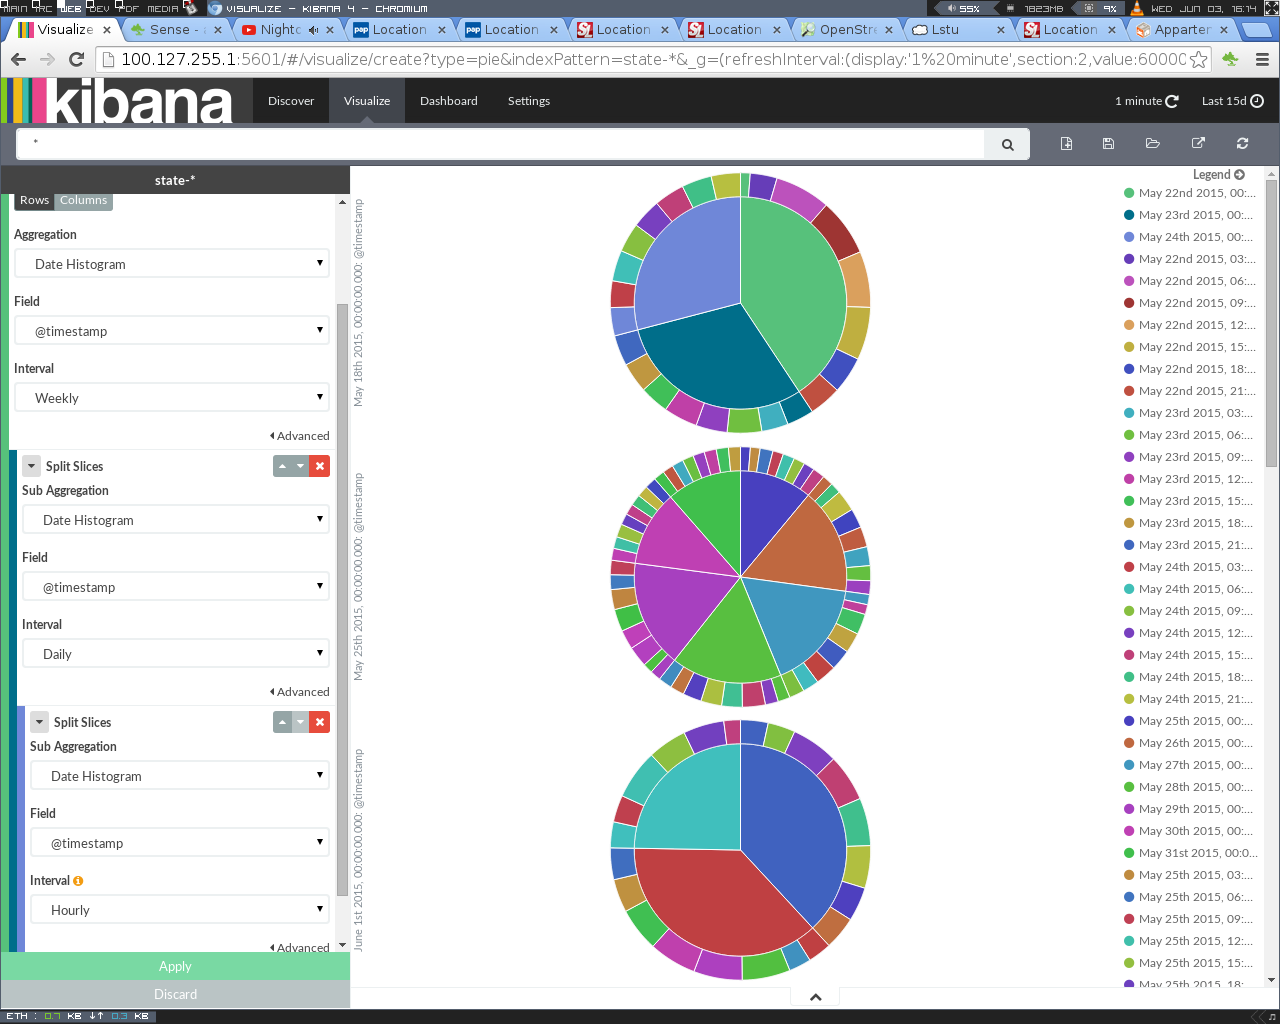 MAIN ARC WEB DEV PDF MEDIA VISUALIZE - KIBANA 4 - CHROMIUM 55% 1823MB 9% WED JUN 03, 16:14
Visualize Sense - Nightc Location Location Location Location OpenStre Lstu Location Apparter
100.127.255.1:5601/#/visualize/create?type=pie&indexPattern=state-*&_g=(refreshInterval:(display:'1%20minute',section:2,value:60000
kibana Discover Visualize Dashboard Settings 1 minute Last 15d
*
state-*
Rows Columns
Aggregation
Date Histogram
Field
@timestamp
Interval
Weekly
Advanced
Split Slices
Sub Aggregation
Date Histogram
Field
@timestamp
Interval
Daily
Advanced
Split Slices
Sub Aggregation
Date Histogram
Field
@timestamp
Interval
Hourly
Advanced
Apply
Discard
May 18th 2015, 00:00:00.000: @timestamp
May 25th 2015, 00:00:00.000: @timestamp
June 1st 2015, 00:00:00.000: @timestamp
Legend
May 22nd 2015, 00:...
May 23rd 2015, 00:...
May 24th 2015, 00:...
May 22nd 2015, 03:...
May 22nd 2015, 06:...
May 22nd 2015, 09:...
May 22nd 2015, 12:...
May 22nd 2015, 15:...
May 22nd 2015, 18:...
May 22nd 2015, 21:...
May 23rd 2015, 03:...
May 23rd 2015, 06:...
May 23rd 2015, 09:...
May 23rd 2015, 12:...
May 23rd 2015, 15:...
May 23rd 2015, 18:...
May 23rd 2015, 21:...
May 24th 2015, 03:...
May 24th 2015, 06:...
May 24th 2015, 09:...
May 24th 2015, 12:...
May 24th 2015, 15:...
May 24th 2015, 18:...
May 24th 2015, 21:...
May 25th 2015, 00:...
May 26th 2015, 00:...
May 27th 2015, 00:...
May 28th 2015, 00:...
May 29th 2015, 00:...
May 30th 2015, 00:...
May 31st 2015, 00:0...
May 25th 2015, 03:...
May 25th 2015, 06:...
May 25th 2015, 09:...
May 25th 2015, 12:...
May 25th 2015, 15:...
May 25th 2015, 18:...
ETH : 0.7 KB 0.3 KB